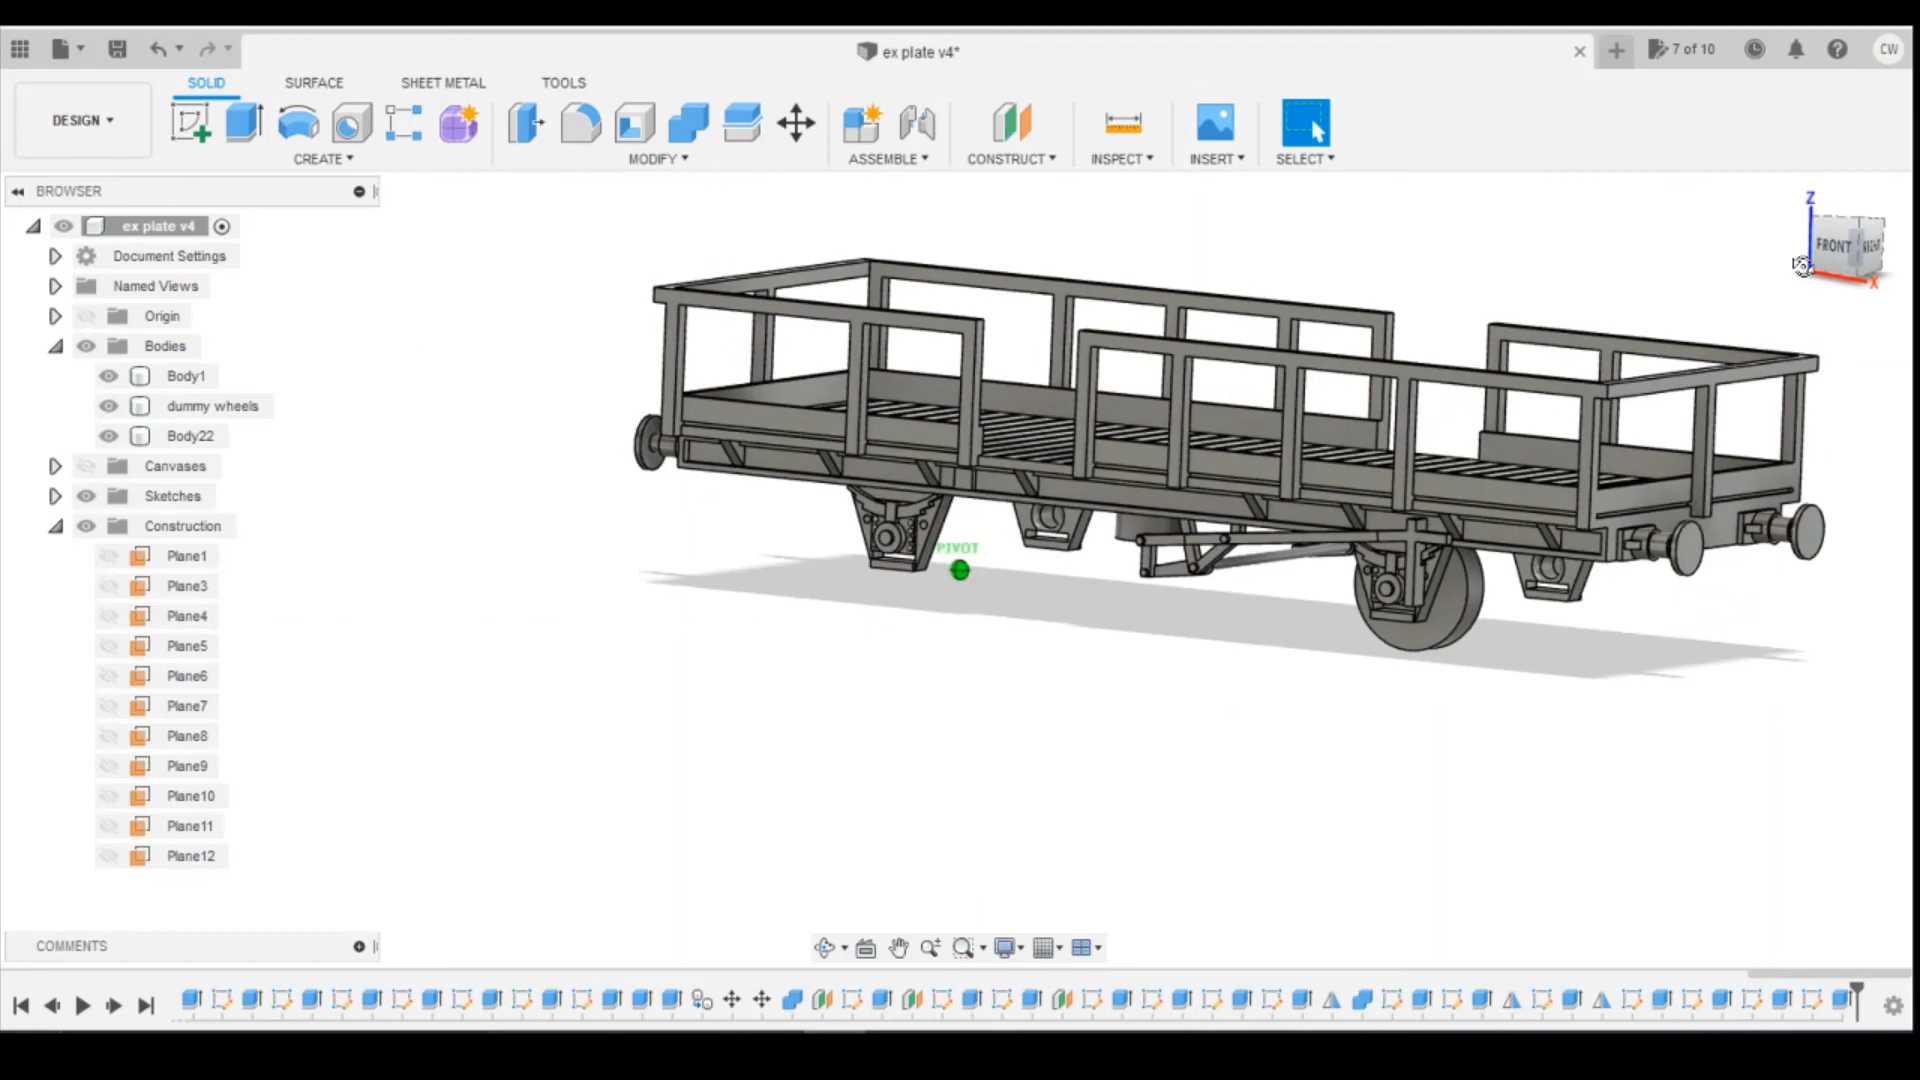 ex plate v4*
7 of 10
CW
SOLID
SURFACE
SHEET METAL
TOOLS
DESIGN
CREATE
MODIFY
ASSEMBLE
CONSTRUCT
INSPECT
INSERT
SELECT
BROWSER
ex plate v4
Document Settings
Named Views
Origin
Bodies
Body1
dummy wheels
Body22
Canvases
Sketches
Construction
Plane1
Plane3
Plane4
Plane5
Plane6
Plane7
Plane8
Plane9
Plane10
Plane11
Plane12
Z
FRONT
RIGHT
X
PIVOT
COMMENTS